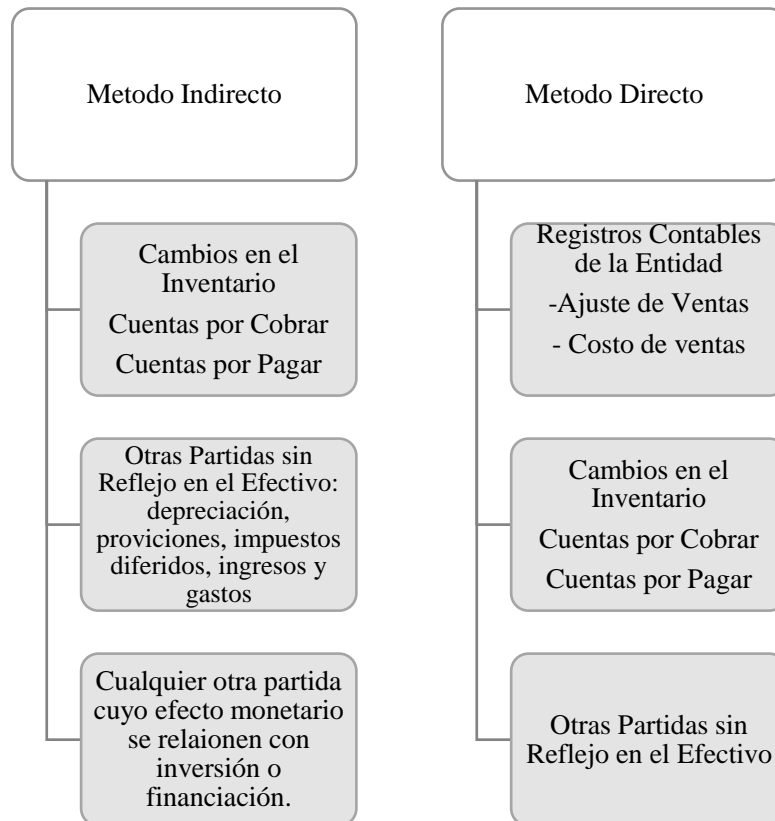 Metodo Indirecto
Cambios en el
Inventario
Cuentas por Cobrar
Cuentas por Pagar
Otras Partidas sin
Reflejo en el Efectivo:
depreciación,
proviciones, impuestos
diferidos, ingresos y
gastos
Cualquier otra partida
cuyo efecto monetario
se relaionen con
inversión o
financiación.
Metodo Directo
Registros Contables
de la Entidad
-Ajuste de Ventas
- Costo de ventas
Cambios en el
Inventario
Cuentas por Cobrar
Cuentas por Pagar
Otras Partidas sin
Reflejo en el Efectivo